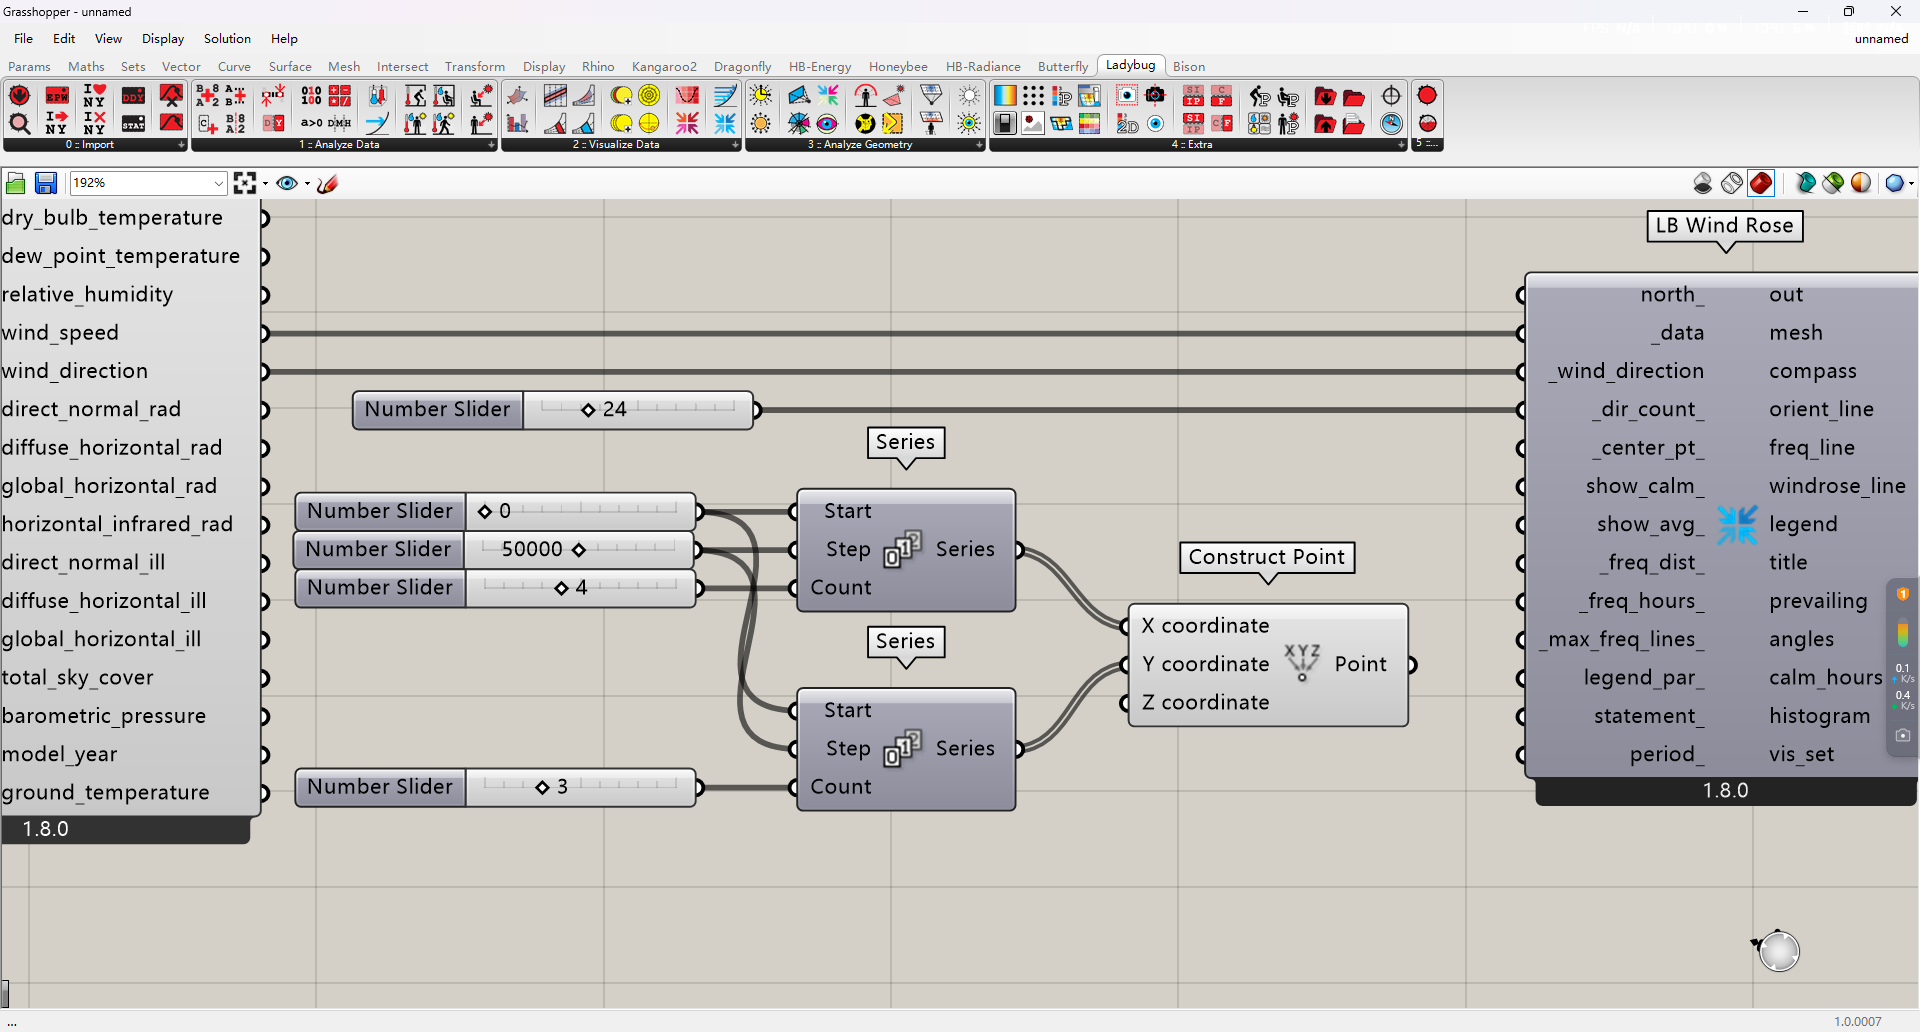 Grasshopper - unnamed
File Edit View Display Solution Help
unnamed
Params Maths Sets Vector Curve Surface Mesh Intersect Transform Display Rhino Kangaroo2 Dragonfly HB-Energy Honeybee HB-Radiance Butterfly Ladybug Bison
0 :: Import
1 :: Analyze Data
2 :: Visualize Data
3 :: Analyze Geometry
4 :: Extra
5 ::...
192%
dry_bulb_temperature
dew_point_temperature
relative_humidity
wind_speed
wind_direction
direct_normal_rad
diffuse_horizontal_rad
global_horizontal_rad
horizontal_infrared_rad
direct_normal_ill
diffuse_horizontal_ill
global_horizontal_ill
total_sky_cover
barometric_pressure
model_year
ground_temperature
1.8.0
Number Slider 24
Number Slider 0
Number Slider 50000
Number Slider 4
Number Slider 3
Series
Start
Step Series
Count
Series
Start
Step Series
Count
Construct Point
X coordinate
Y coordinate XYZ Point
Z coordinate
LB Wind Rose
north_ out
_data mesh
_wind_direction compass
_dir_count_ orient_line
_center_pt_ freq_line
show_calm_ windrose_line
show_avg_ legend
_freq_dist_ title
_freq_hours_ prevailing
_max_freq_lines_ angles
legend_par_ calm_hours
statement_ histogram
period_ vis_set
1.8.0
1
0.1
K/s
0.4
K/s
...
1.0.0007